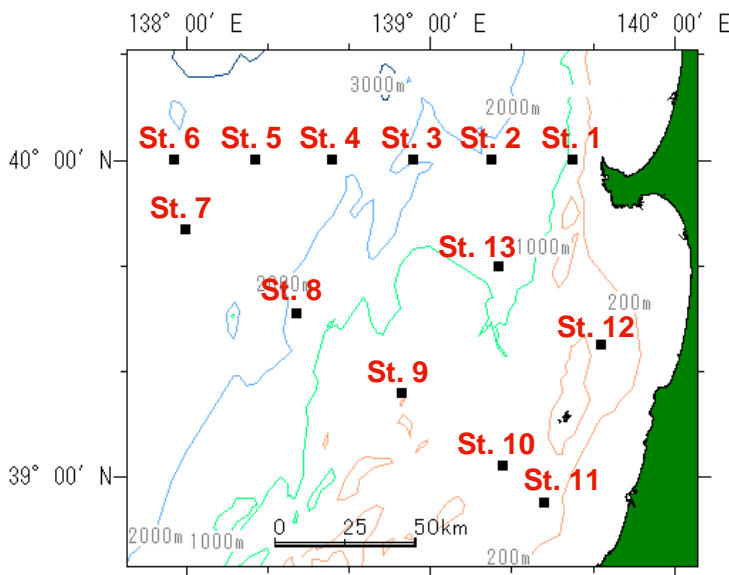 138° 00′ E 139° 00′ E 140° 00′ E
3000m
2000m
St. 6 St. 5 St. 4 St. 3 St. 2 St. 1
40° 00′ N
St. 7
St. 13
1000m
2000m
St. 8
200m
St. 12
St. 9
St. 10
39° 00′ N
St. 11
0 25 50km
2000m
1000m
200m